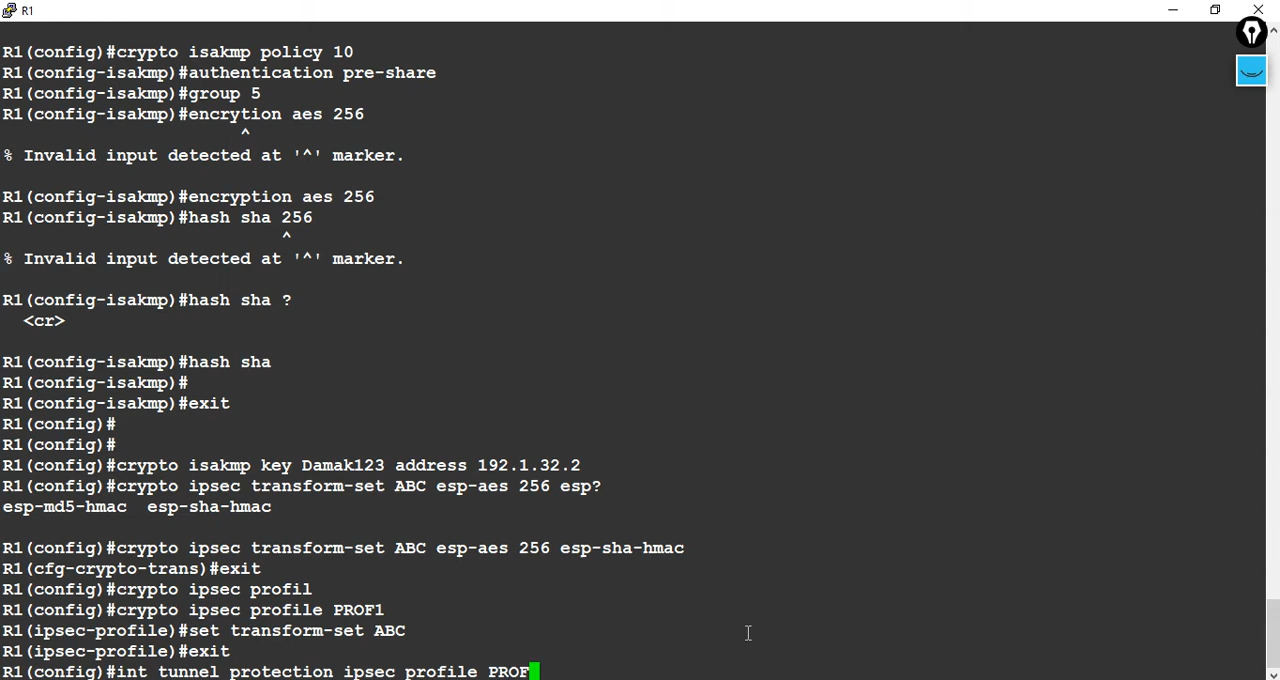 R1
R1(config)#crypto isakmp policy 10
R1(config-isakmp)#authentication pre-share
R1(config-isakmp)#group 5
R1(config-isakmp)#encrytion aes 256
^
% Invalid input detected at '^' marker.
R1(config-isakmp)#encryption aes 256
R1(config-isakmp)#hash sha 256
^
% Invalid input detected at '^' marker.
R1(config-isakmp)#hash sha ?
<cr>
R1(config-isakmp)#hash sha
R1(config-isakmp)#
R1(config-isakmp)#exit
R1(config)#
R1(config)#
R1(config)#crypto isakmp key Damak123 address 192.1.32.2
R1(config)#crypto ipsec transform-set ABC esp-aes 256 esp?
esp-md5-hmac  esp-sha-hmac
R1(config)#crypto ipsec transform-set ABC esp-aes 256 esp-sha-hmac
R1(cfg-crypto-trans)#exit
R1(config)#crypto ipsec profil
R1(config)#crypto ipsec profile PROF1
R1(ipsec-profile)#set transform-set ABC
R1(ipsec-profile)#exit
R1(config)#int tunnel protection ipsec profile PROF